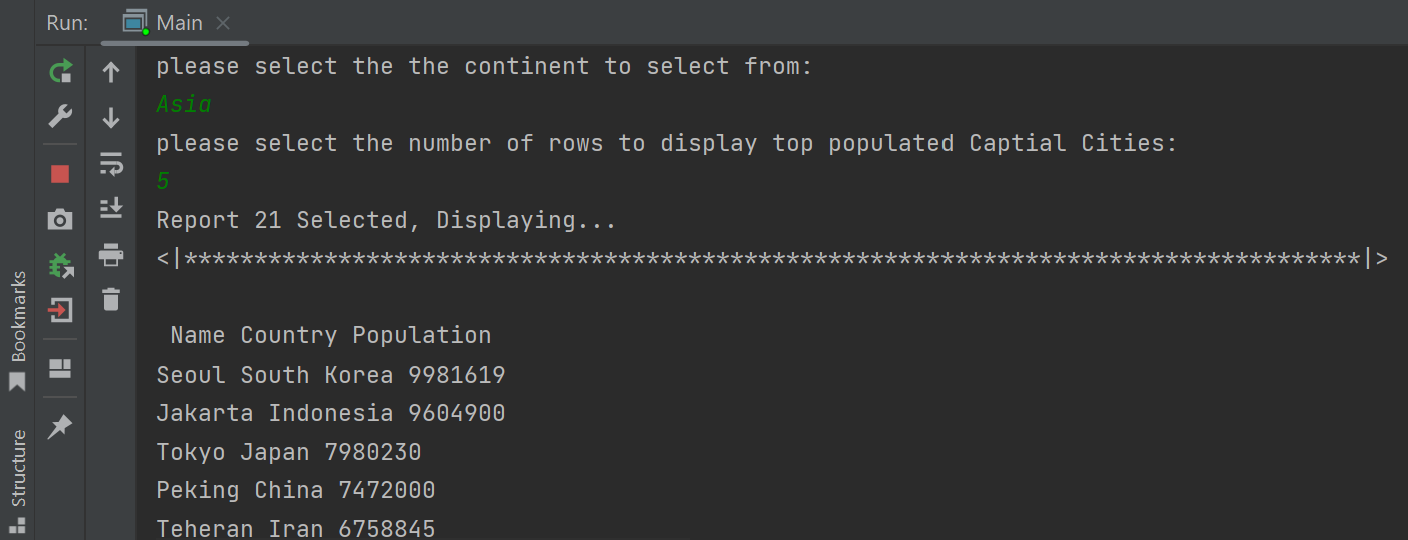 Run: Main
please select the the continent to select from:
Asia
please select the number of rows to display top populated Captial Cities:
5
Report 21 Selected, Displaying...
<|************************************************************************************|>
Name Country Population
Seoul South Korea 9981619
Jakarta Indonesia 9604900
Tokyo Japan 7980230
Peking China 7472000
Teheran Iran 6758845
Bookmarks
Structure